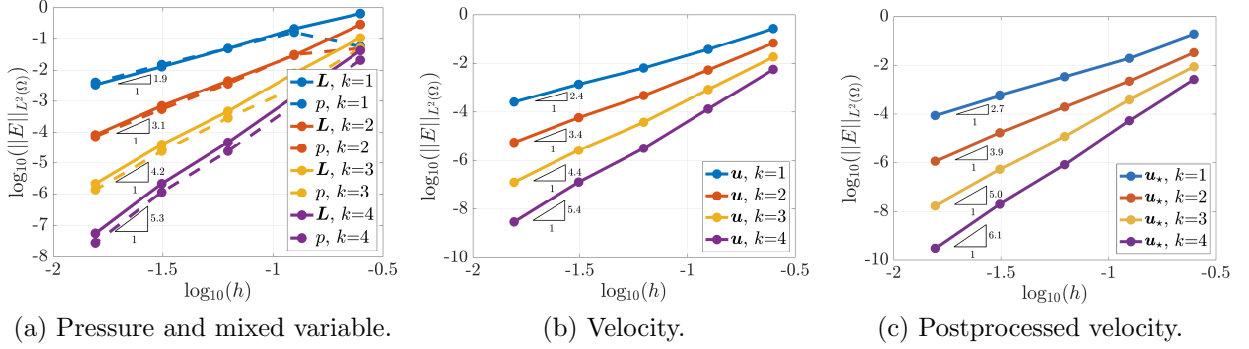 0
-1
-2
-3
-4
-5
-6
-7
-8
-2
-1.5
-1
-0.5
log₁₀(||E||_{L²(Ω)})
log₁₀(h)
1.9
1
3.1
1
4.2
1
5.3
1
L, k=1
p, k=1
L, k=2
p, k=2
L, k=3
p, k=3
L, k=4
p, k=4
(a) Pressure and mixed variable.
0
-2
-4
-6
-8
-10
-2
-1.5
-1
-0.5
log₁₀(||E||_{L²(Ω)})
log₁₀(h)
2.4
1
3.4
1
4.4
1
5.4
1
u, k=1
u, k=2
u, k=3
u, k=4
(b) Velocity.
0
-2
-4
-6
-8
-10
-2
-1.5
-1
-0.5
log₁₀(||E||_{L²(Ω)})
log₁₀(h)
2.7
1
3.9
1
5.0
1
6.1
1
u⋆, k=1
u⋆, k=2
u⋆, k=3
u⋆, k=4
(c) Postprocessed velocity.